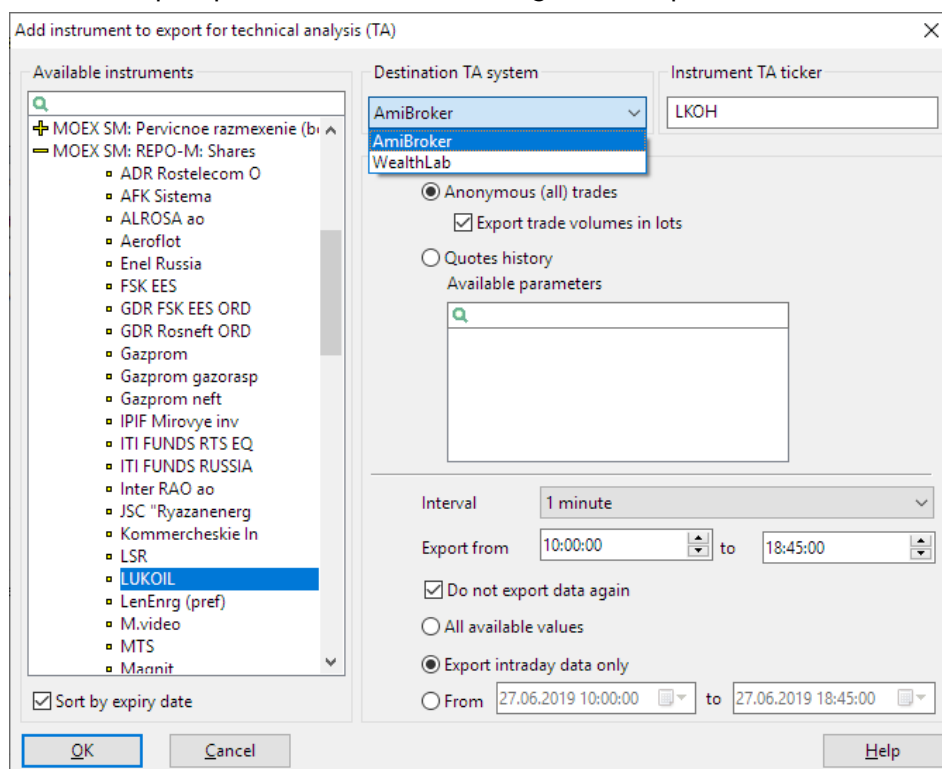 Add instrument to export for technical analysis (TA)
Available instruments
MOEX SM: Pervicnoe razmexenie (b
MOEX SM: REPO-M: Shares
ADR Rostelecom O
AFK Sistema
ALROSA ao
Aeroflot
Enel Russia
FSK EES
GDR FSK EES ORD
GDR Rosneft ORD
Gazprom
Gazprom gazorasp
Gazprom neft
IPIF Mirovye inv
ITI FUNDS RTS EQ
ITI FUNDS RUSSIA
Inter RAO ao
JSC "Ryazanenerg
Kommercheskie In
LSR
LUKOIL
LenEnrg (pref)
M.video
MTS
Magnit
Sort by expiry date
Destination TA system
AmiBroker
AmiBroker
WealthLab
Instrument TA ticker
LKOH
Anonymous (all) trades
Export trade volumes in lots
Quotes history
Available parameters
Interval 1 minute
Export from 10:00:00 to 18:45:00
Do not export data again
All available values
Export intraday data only
From 27.06.2019 10:00:00 to 27.06.2019 18:45:00
OK Cancel Help